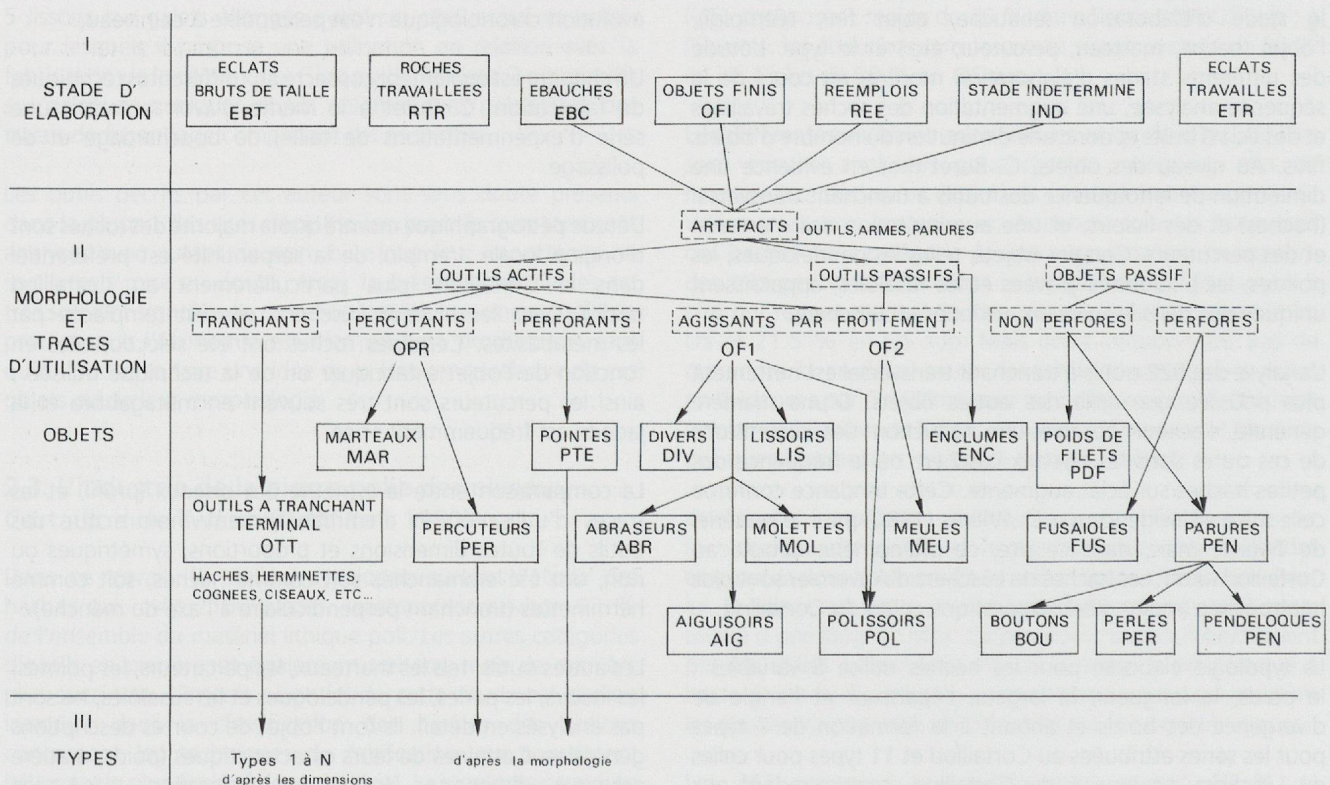 I
STADE D'
ELABORATION
ECLATS
BRUTS DE TAILLE
EBT
ROCHES
TRAVAILLEES
RTR
EBAUCHES
EBC
OBJETS FINIS
OFI
REEMPLOIS
REE
STADE INDETERMINE
IND
ECLATS
TRAVAILLES
ETR
II
MORPHOLOGIE
ET
TRACES
D'UTILISATION
ARTEFACTS
OUTILS, ARMES, PARURES
OUTILS ACTIFS
OUTILS PASSIFS
OBJETS PASSIF
TRANCHANTS
PERCUTANTS
PERFORANTS
AGISSANTS PAR FROTTEMENT
NON PERFORES
PERFORES
OPR
OF1
OF2
OBJETS
MARTEAUX
MAR
POINTES
PTE
DIVERS
DIV
LISSOIRS
LIS
ENCLUMES
ENC
POIDS DE
FILETS
PDF
OUTILS A TRANCHANT
TERMINAL
OTT
PERCUTEURS
PER
ABRASEURS
ABR
MOLETTES
MOL
MEULES
MEU
FUSAIOLES
FUS
PARURE
PEN
HACHES, HERMINETTES,
COGNEES, CISEAUX, ETC...
AIGUISOIRS
AIG
POLISSOIRS
POL
BOUTONS
BOU
PERLES
PER
PENDELOQUES
PEN
III
TYPES
Types 1 à N
d'après les dimensions
d'après la morphologie